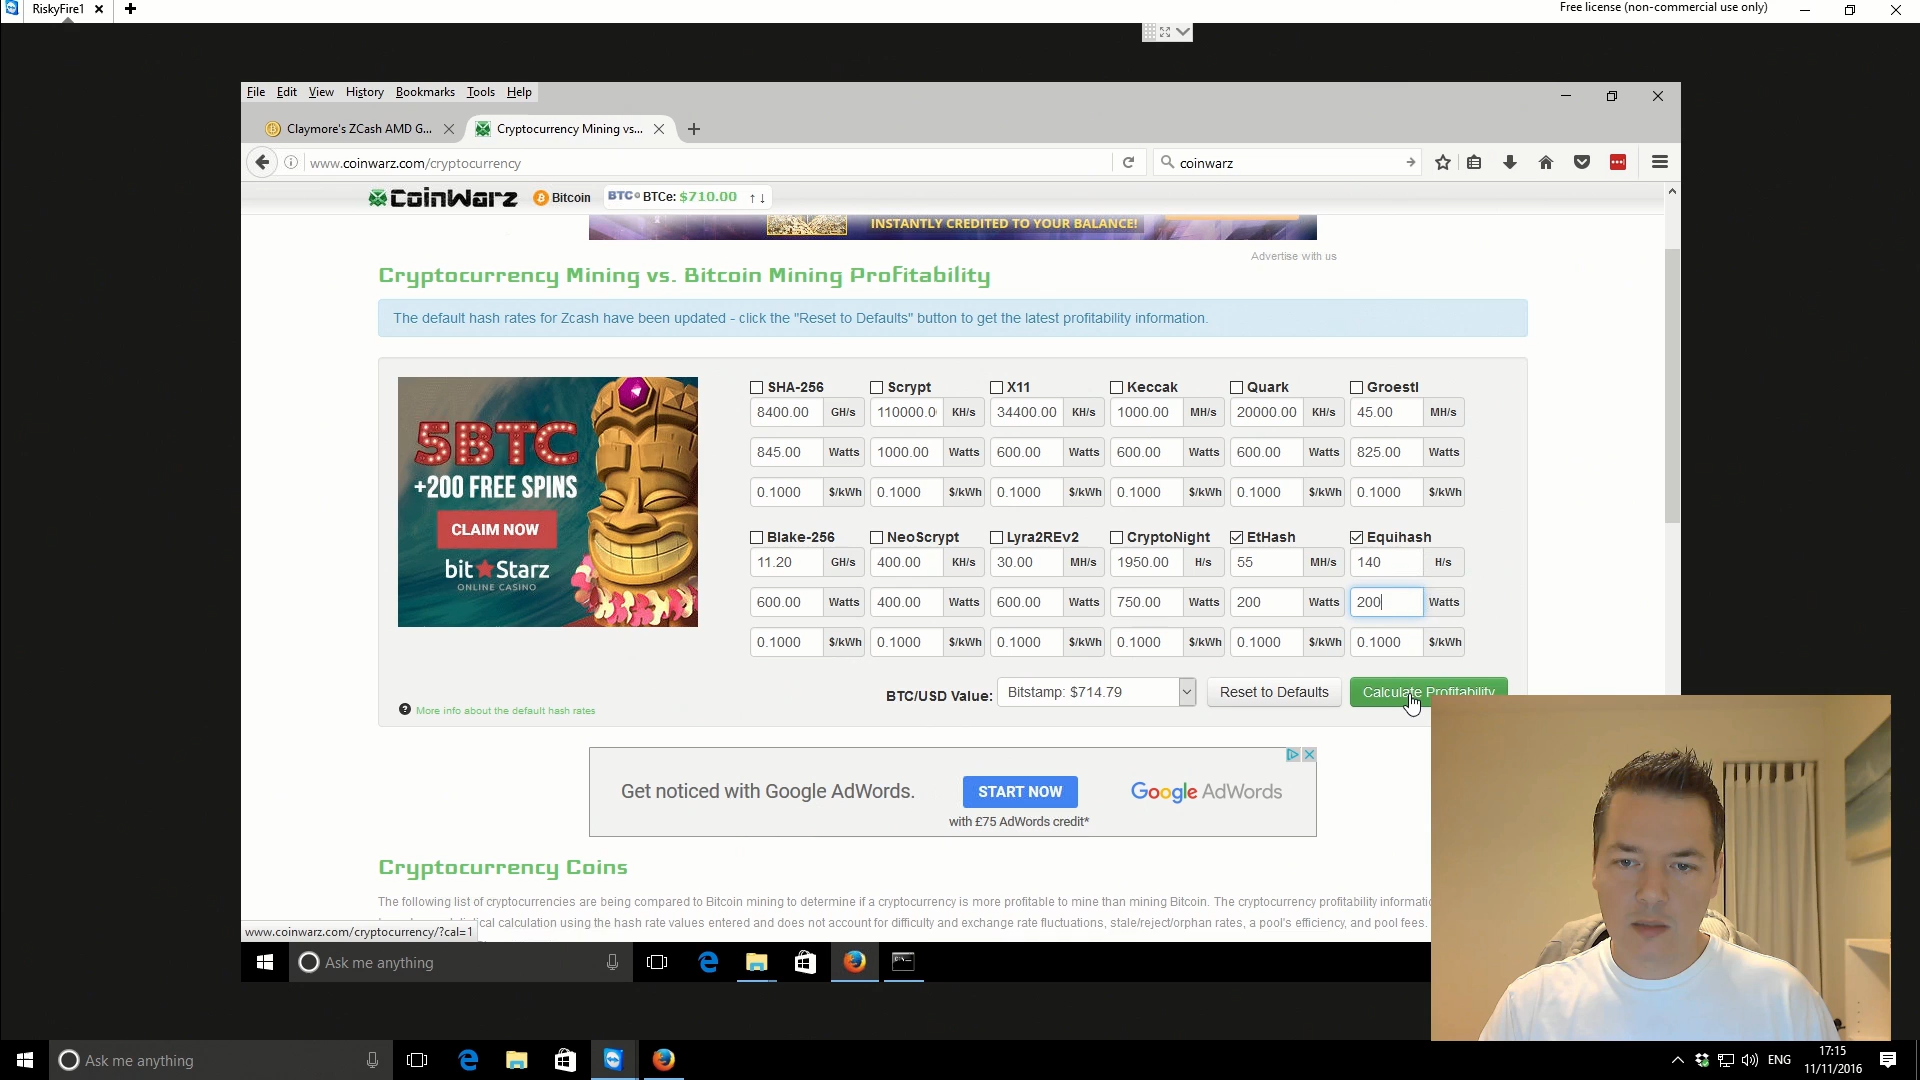 RiskyFire1
Free license (non-commercial use only)
File Edit View History Bookmarks Tools Help
Claymore's ZCash AMD G...
Cryptocurrency Mining vs...
www.coinwarz.com/cryptocurrency
coinwarz
CoinWarz
Bitcoin
BTC BTCe: $710.00 ↑↓
INSTANTLY CREDITED TO YOUR BALANCE!
Advertise with us
Cryptocurrency Mining vs. Bitcoin Mining Profitability
The default hash rates for Zcash have been updated - click the "Reset to Defaults" button to get the latest profitability information.
5BTC
+200 FREE SPINS
CLAIM NOW
bit★Starz
ONLINE CASINO
SHA-256 Scrypt X11 Keccak Quark Groestl
8400.00 GH/s 110000.0 KH/s 34400.00 KH/s 1000.00 MH/s 20000.00 KH/s 45.00 MH/s
845.00 Watts 1000.00 Watts 600.00 Watts 600.00 Watts 600.00 Watts 825.00 Watts
0.1000 $/kWh 0.1000 $/kWh 0.1000 $/kWh 0.1000 $/kWh 0.1000 $/kWh 0.1000 $/kWh
Blake-256 NeoScrypt Lyra2REv2 CryptoNight EtHash Equihash
11.20 GH/s 400.00 KH/s 30.00 MH/s 1950.00 H/s 55 MH/s 140 H/s
600.00 Watts 400.00 Watts 600.00 Watts 750.00 Watts 200 Watts 200 Watts
0.1000 $/kWh 0.1000 $/kWh 0.1000 $/kWh 0.1000 $/kWh 0.1000 $/kWh 0.1000 $/kWh
BTC/USD Value: Bitstamp: $714.79 Reset to Defaults Calculate Profitability
More info about the default hash rates
Get noticed with Google AdWords.
START NOW
with £75 AdWords credit*
Google AdWords
Cryptocurrency Coins
The following list of cryptocurrencies are being compared to Bitcoin mining to determine if a cryptocurrency is more profitable to mine than mining Bitcoin. The cryptocurrency profitability informatio
calculation using the hash rate values entered and does not account for difficulty and exchange rate fluctuations, stale/reject/orphan rates, a pool's efficiency, and pool fees.
www.coinwarz.com/cryptocurrency/?cal=1
Ask me anything
Ask me anything
ENG
17:15
11/11/2016